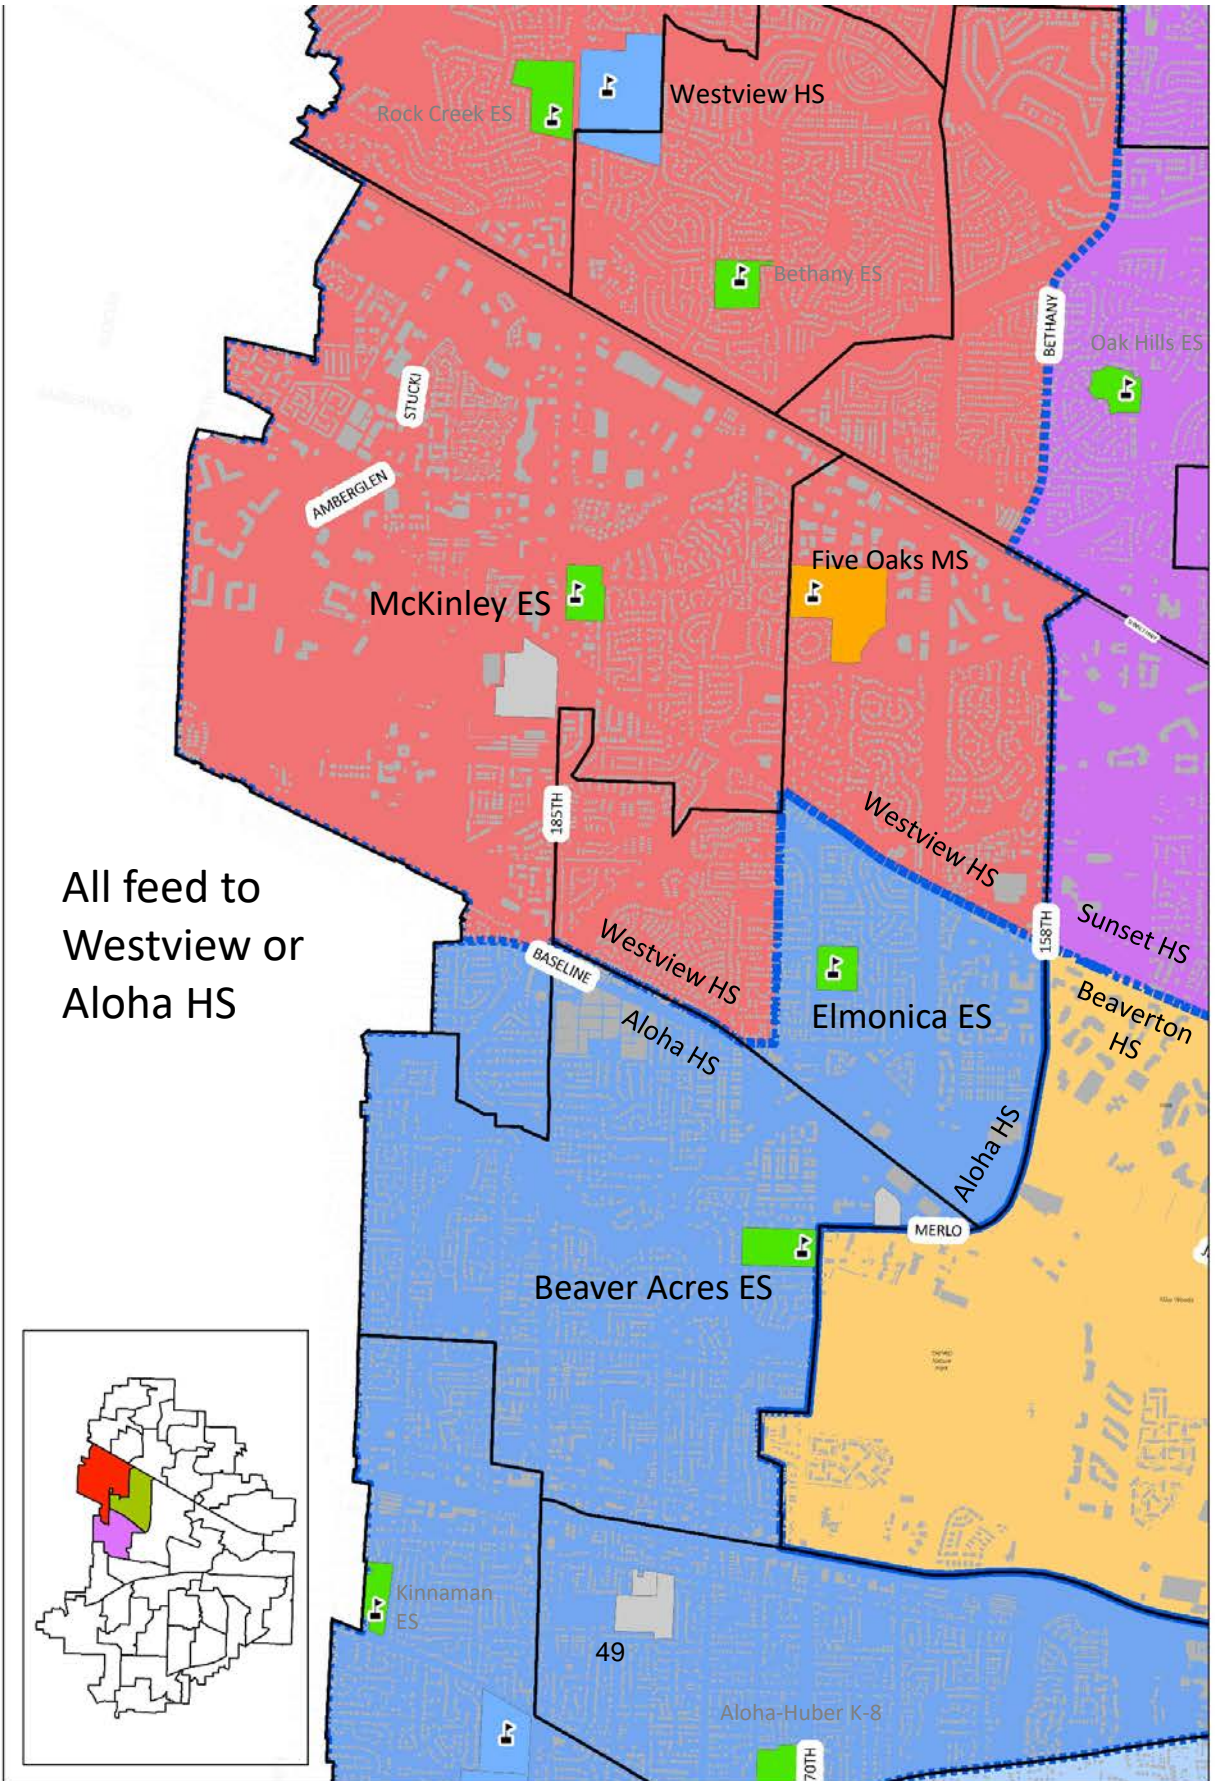 Westview HS
Rock Creek ES
Bethany ES
BETHANY
Oak Hills ES
STUCKI
AMBERGLEN
Five Oaks MS
McKinley ES
185TH
Westview HS
All feed to
Westview or
Aloha HS
158TH
Sunset HS
Westview HS
BASELINE
Elmonica ES
Beaverton
HS
Aloha HS
Aloha HS
MERLO
Beaver Acres ES
Kinnaman
ES
49
Aloha-Huber K-8
70TH